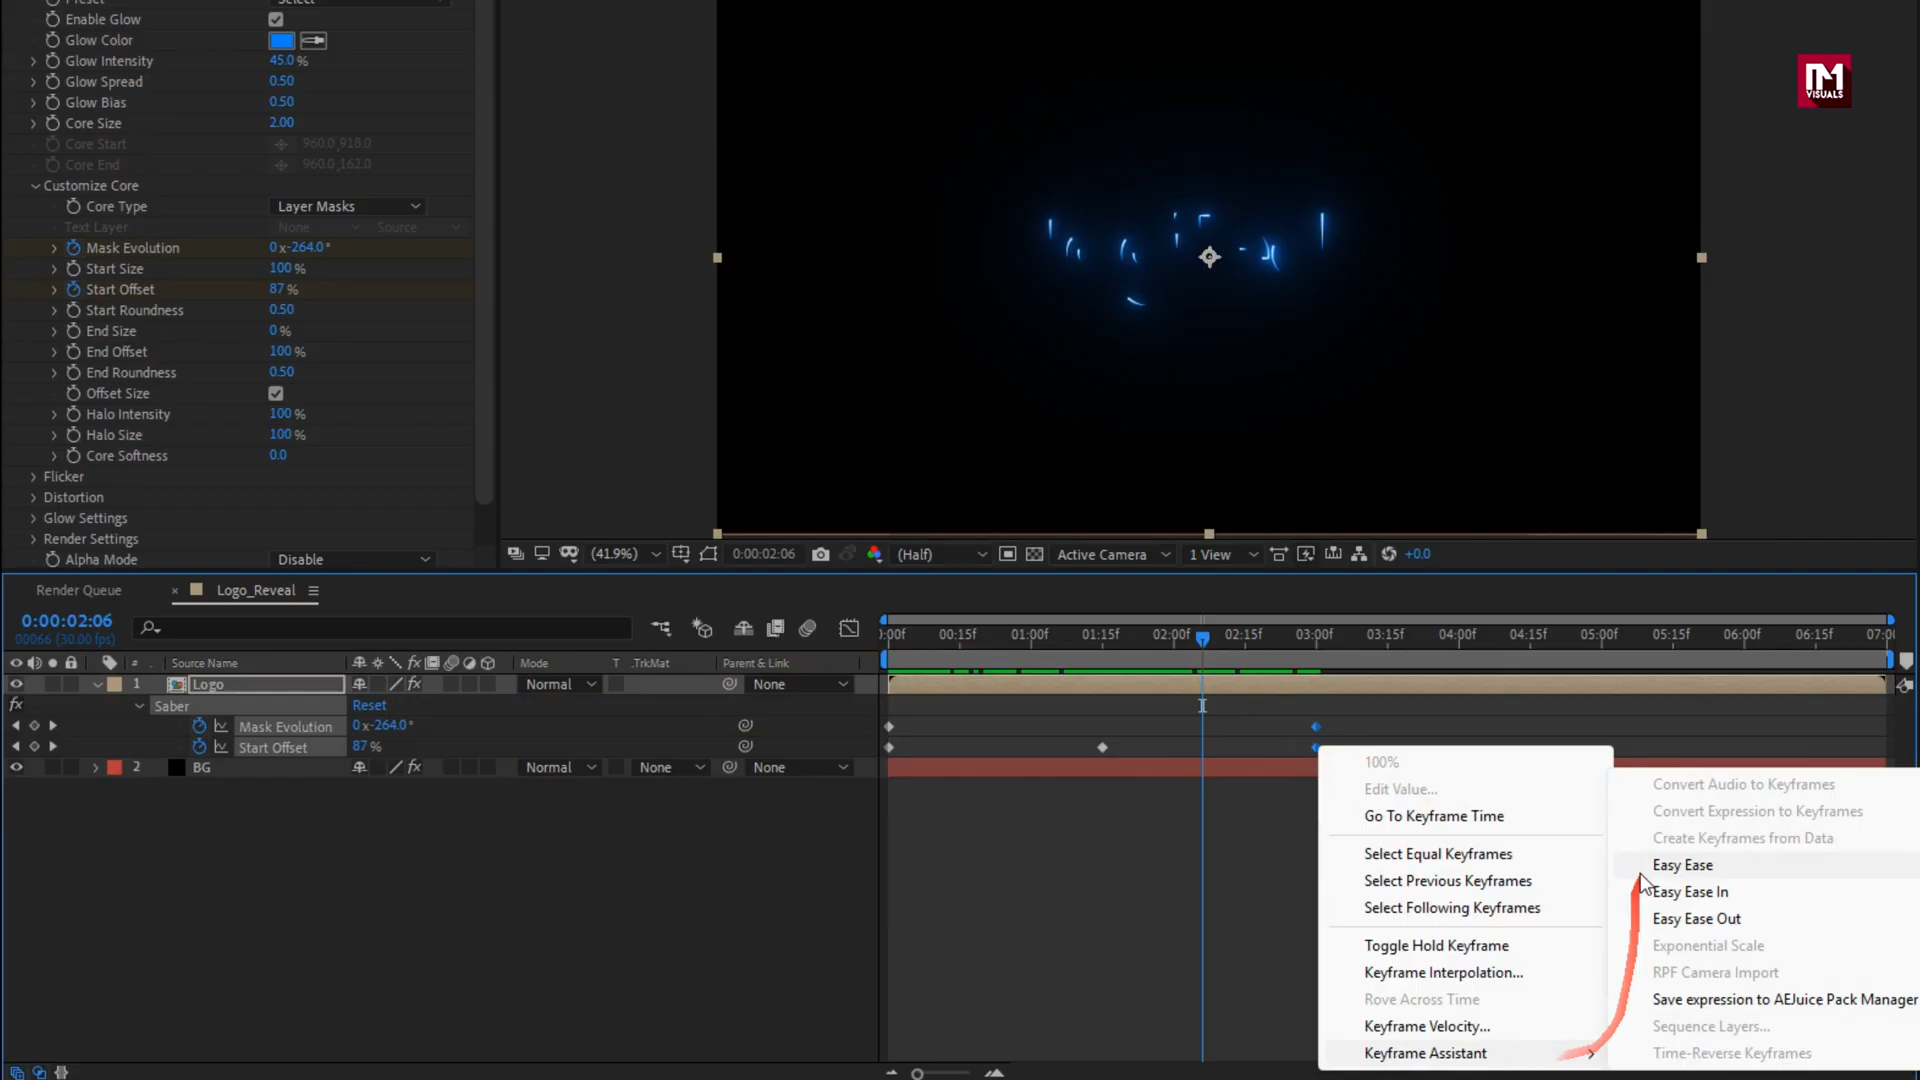 Preset Select
Enable Glow
Glow Color
Glow Intensity 45.0 %
Glow Spread 0.50
Glow Bias 0.50
Core Size 2.00
Core Start 960.0,918.0
Core End 960.0,162.0
Customize Core
Core Type Layer Masks
Text Layer None Source
Mask Evolution 0x-264.0°
Start Size 100 %
Start Offset 87 %
Start Roundness 0.50
End Size 0 %
End Offset 100 %
End Roundness 0.50
Offset Size
Halo Intensity 100 %
Halo Size 100 %
Core Softness 0.0
Flicker
Distortion
Glow Settings
Render Settings
Alpha Mode Disable
M
VISUALS
(41.9%) 0:00:02:06 (Half) Active Camera 1 View +0.0
Render Queue × Logo_Reveal
0:00:02:06
00066 (30.00 fps)
:00f 00:15f 01:00f 01:15f 02:00f 02:15f 03:00f 03:15f 04:00f 04:15f 05:00f 05:15f 06:00f 06:15f 07:00
# Source Name fx Mode T .TrkMat Parent & Link
1 Logo fx Normal None
fx Saber Reset
Mask Evolution 0x-264.0°
Start Offset 87 %
2 BG fx Normal None None
100%
Edit Value...
Go To Keyframe Time
Select Equal Keyframes
Select Previous Keyframes
Select Following Keyframes
Toggle Hold Keyframe
Keyframe Interpolation...
Rove Across Time
Keyframe Velocity...
Keyframe Assistant
Convert Audio to Keyframes
Convert Expression to Keyframes
Create Keyframes from Data
Easy Ease
Easy Ease In
Easy Ease Out
Exponential Scale
RPF Camera Import
Save expression to AEJuice Pack Manager
Sequence Layers...
Time-Reverse Keyframes